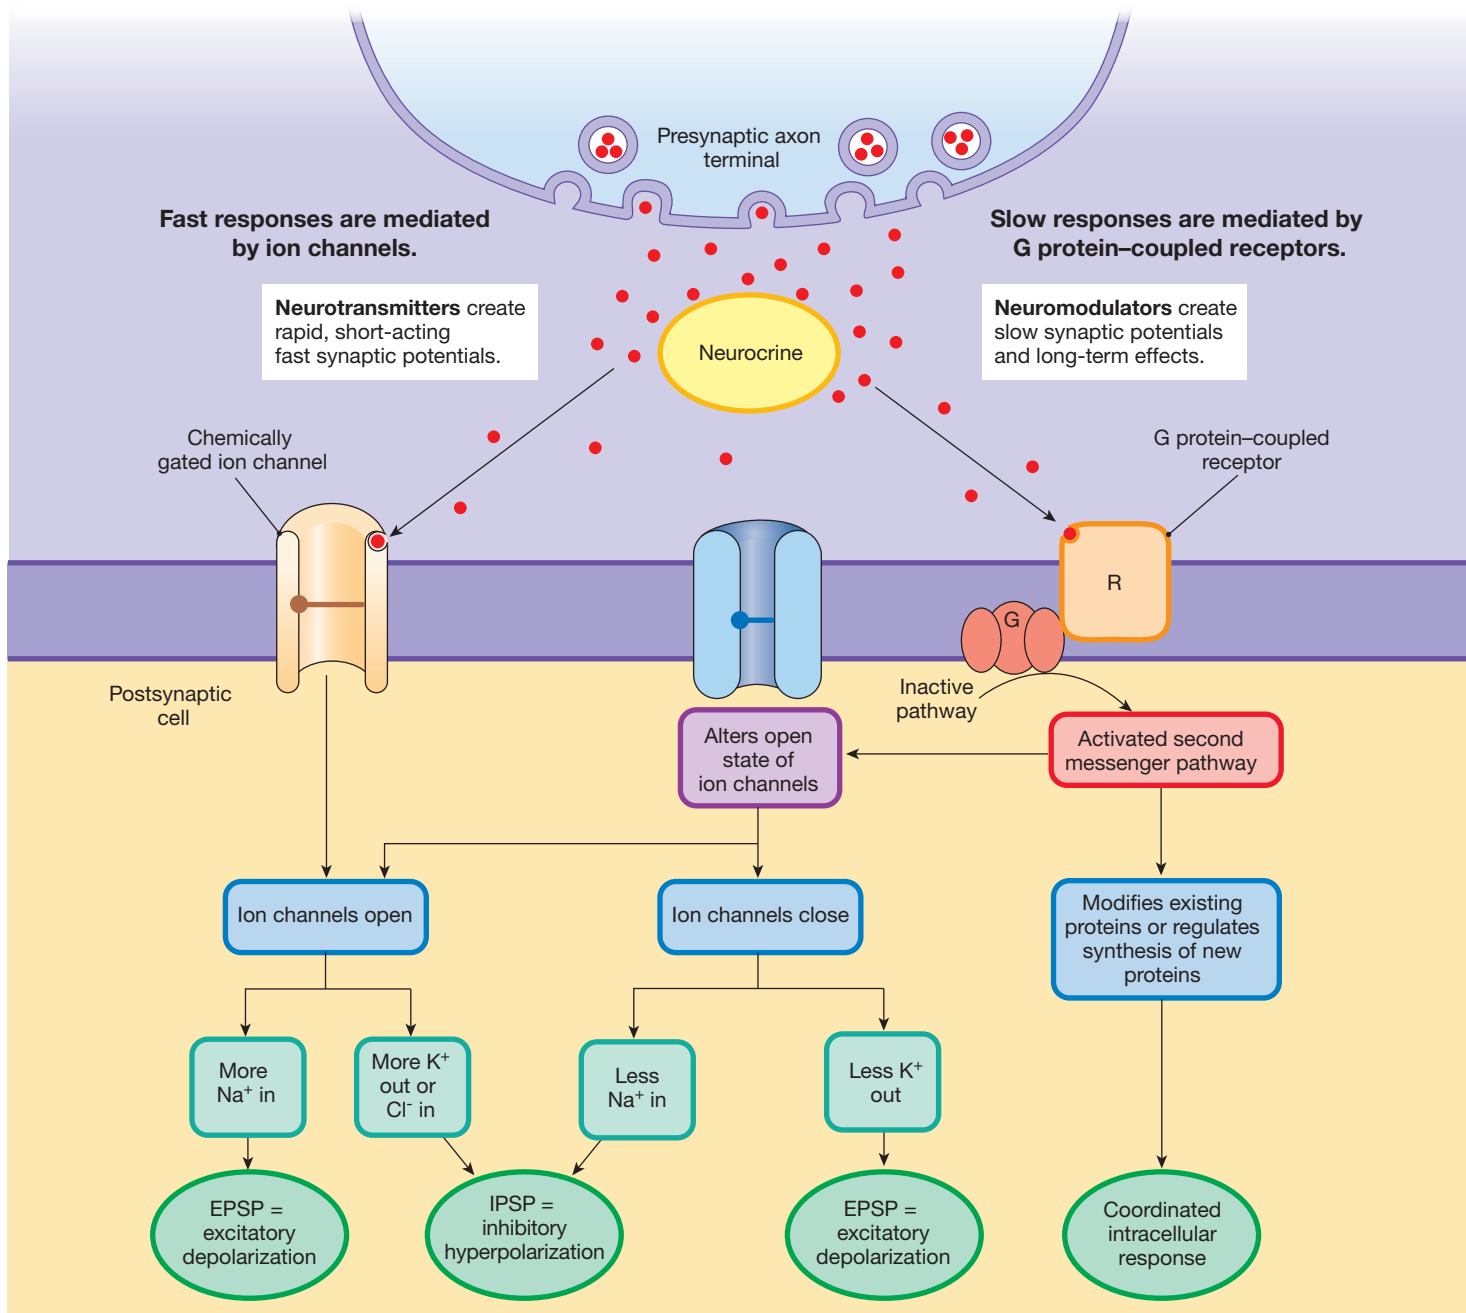 Presynaptic axon
terminal
Fast responses are mediated
by ion channels.
Slow responses are mediated by
G protein–coupled receptors.
Neurotransmitters create
rapid, short-acting
fast synaptic potentials.
Neuromodulators create
slow synaptic potentials
and long-term effects.
Neurocrine
Chemically
gated ion channel
G protein–coupled
receptor
R
G
Postsynaptic
cell
Inactive
pathway
Alters open
state of
ion channels
Activated second
messenger pathway
Ion channels open
Ion channels close
Modifies existing
proteins or regulates
synthesis of new
proteins
More
Na⁺ in
More K⁺
out or
Cl⁻ in
Less
Na⁺ in
Less K⁺
out
EPSP =
excitatory
depolarization
IPSP =
inhibitory
hyperpolarization
EPSP =
excitatory
depolarization
Coordinated
intracellular
response